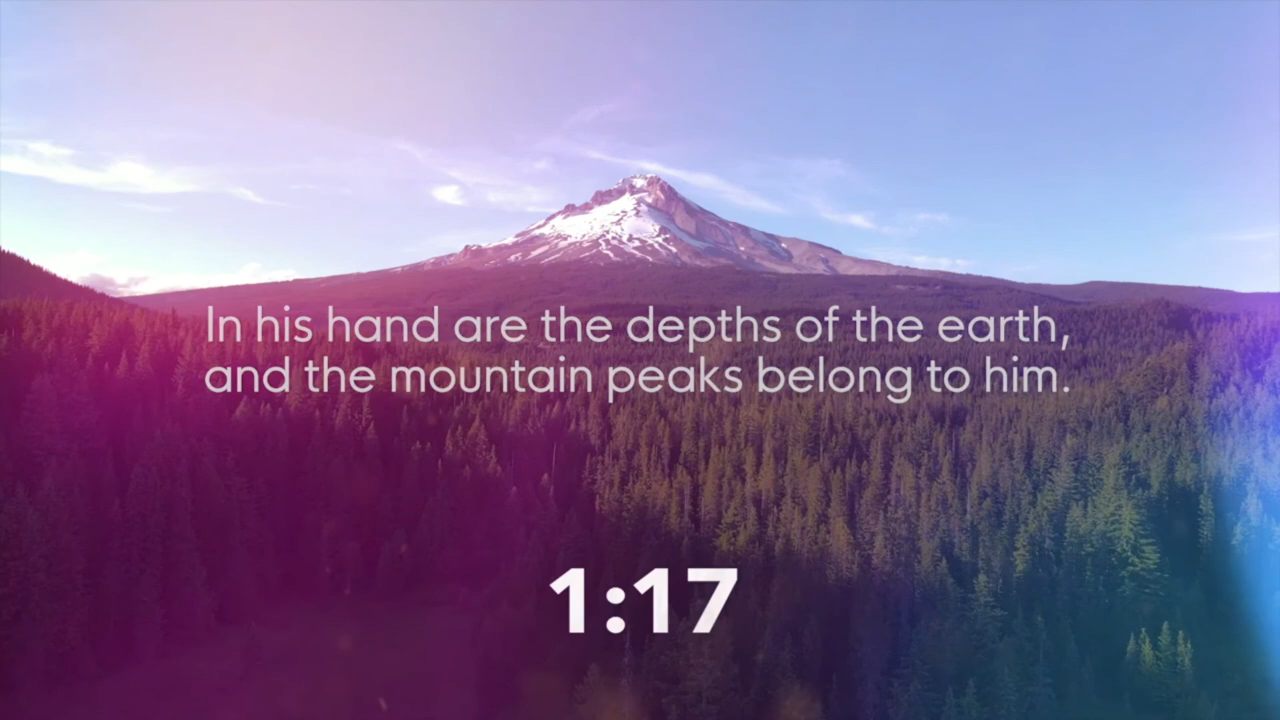 In his hand are the depths of the earth,
and the mountain peaks belong to him.
1:17